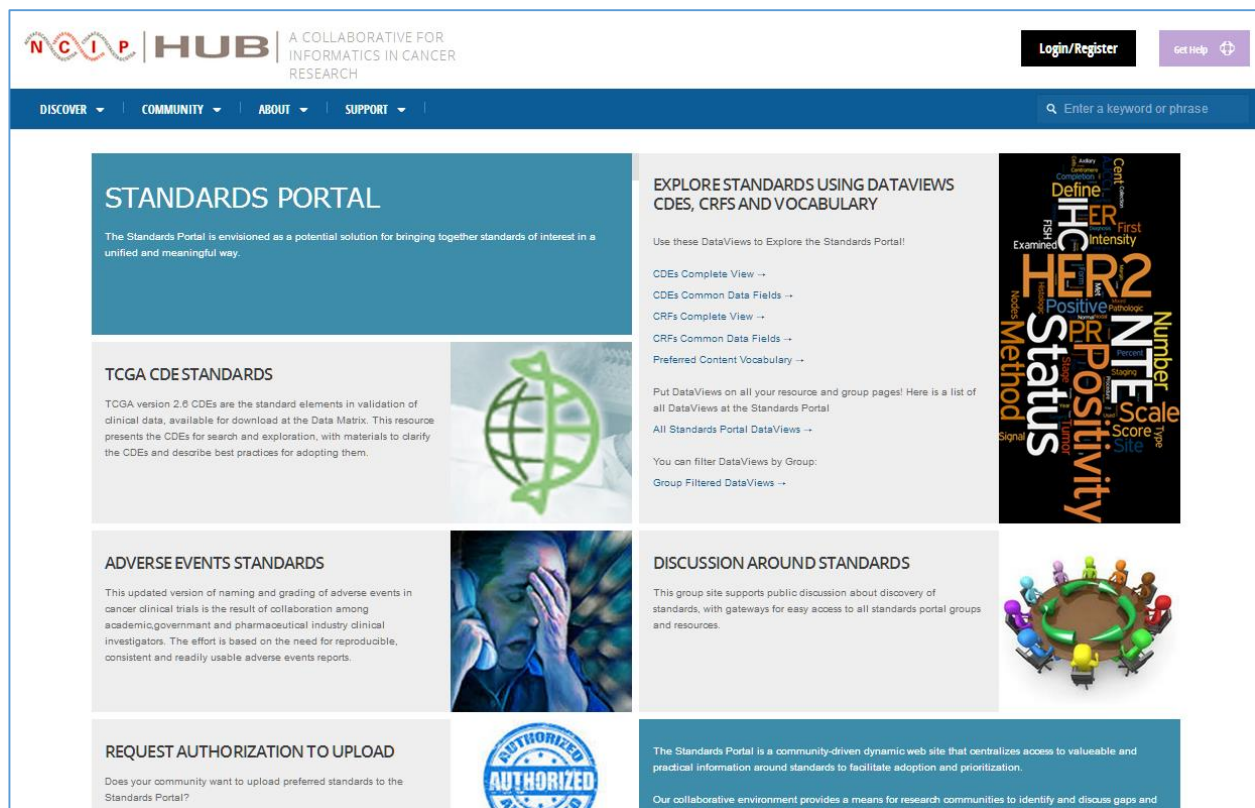 NCIP HUB
A COLLABORATIVE FOR
INFORMATICS IN CANCER
RESEARCH
Login/Register
Get Help
DISCOVER
COMMUNITY
ABOUT
SUPPORT
Enter a keyword or phrase
STANDARDS PORTAL
The Standards Portal is envisioned as a potential solution for bringing together standards of interest in a
unified and meaningful way.
EXPLORE STANDARDS USING DATAVIEWS
CDES, CRFS AND VOCABULARY
Use these DataViews to Explore the Standards Portal!
CDEs Complete View →
CDEs Common Data Fields →
CRFs Complete View →
CRFs Common Data Fields →
Preferred Content Vocabulary →
Put DataViews on all your resource and group pages! Here is a list of
all DataViews at the Standards Portal
All Standards Portal DataViews →
You can filter DataViews by Group:
Group Filtered DataViews →
Completion
Cent
Define
IHC
ER
First
FISH
Examined
Intensity
HER2
Nodes
Met
Positive
Pathologic
Method
Status
PR
Positivity
NTE
Number
Percent
Staging
Stage
Scale
Signal
Tumor
Score
Site
Type
TCGA CDE STANDARDS
TCGA version 2.6 CDEs are the standard elements in validation of
clinical data, available for download at the Data Matrix. This resource
presents the CDEs for search and exploration, with materials to clarify
the CDEs and describe best practices for adopting them.
ADVERSE EVENTS STANDARDS
This updated version of naming and grading of adverse events in
cancer clinical trials is the result of collaboration among
academic,governmant and pharmaceutical industry clinical
investigators. The effort is based on the need for reproducible,
consistent and readily usable adverse events reports.
DISCUSSION AROUND STANDARDS
This group site supports public discussion about discovery of
standards, with gateways for easy access to all standards portal groups
and resources.
REQUEST AUTHORIZATION TO UPLOAD
Does your community want to upload preferred standards to the
Standards Portal?
AUTHORIZED
AUTHORIZED
The Standards Portal is a community-driven dynamic web site that centralizes access to valueable and
practical information around standards to facilitate adoption and prioritization.
Our collaborative environment provides a means for research communities to identify and discuss gaps and